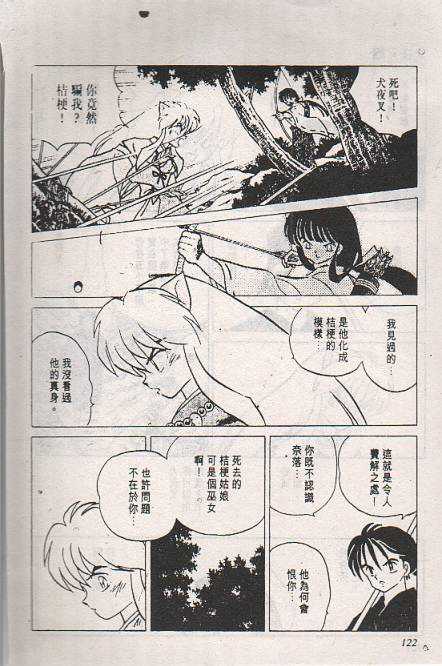 死吧！
犬夜叉！
你竟然
騙我？
桔梗！
我見過的…
是他化成
桔梗的
模樣…
我沒看過
他的真身。
這就是令人
費解之處！
你既不認識
奈落…
他為何會
恨你…
死去的
桔梗姑娘
可是個巫女
啊！
也許問題
不在於你…
122